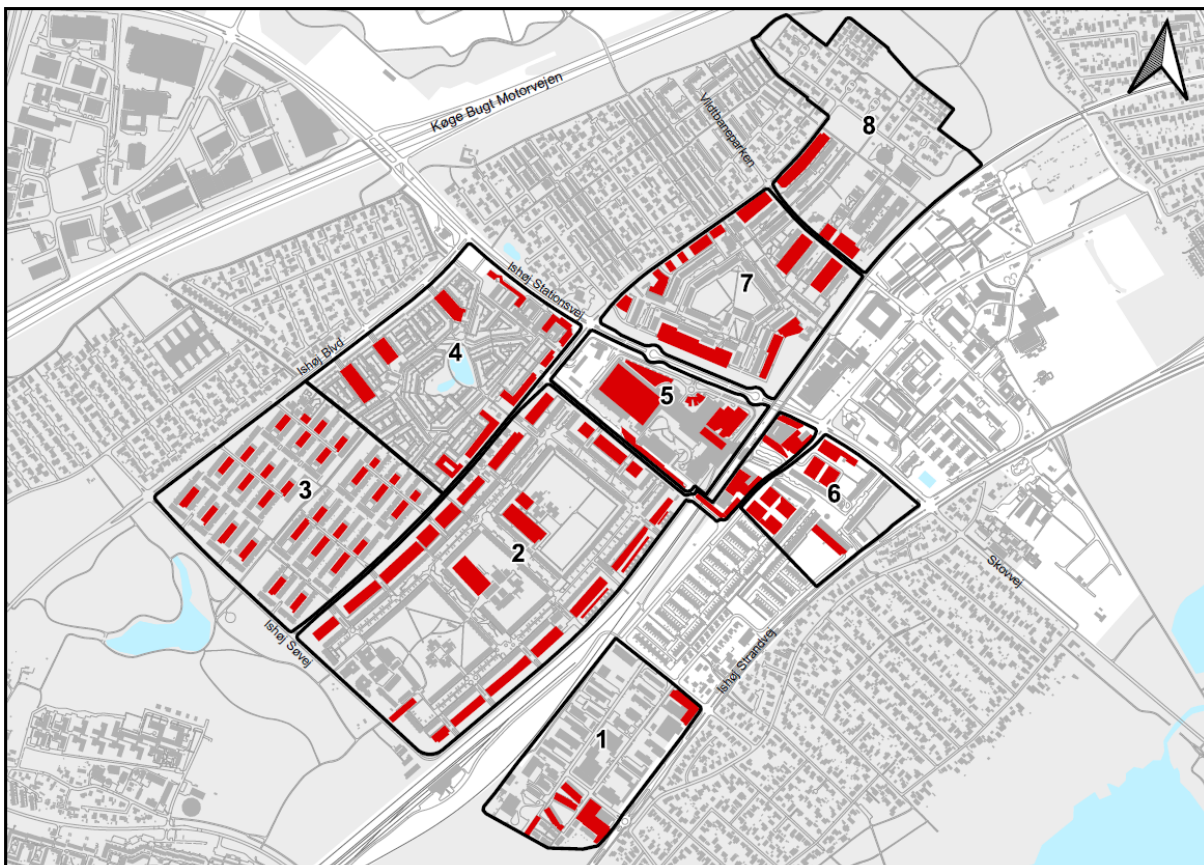 Køge Bugt Motorvejen
Vildtbaneparken
8
Ishøj Stationsvej
7
Ishøj Blvd
4
5
3
6
2
Skovvej
Ishøj Søvej
Ishøj Strandvej
1